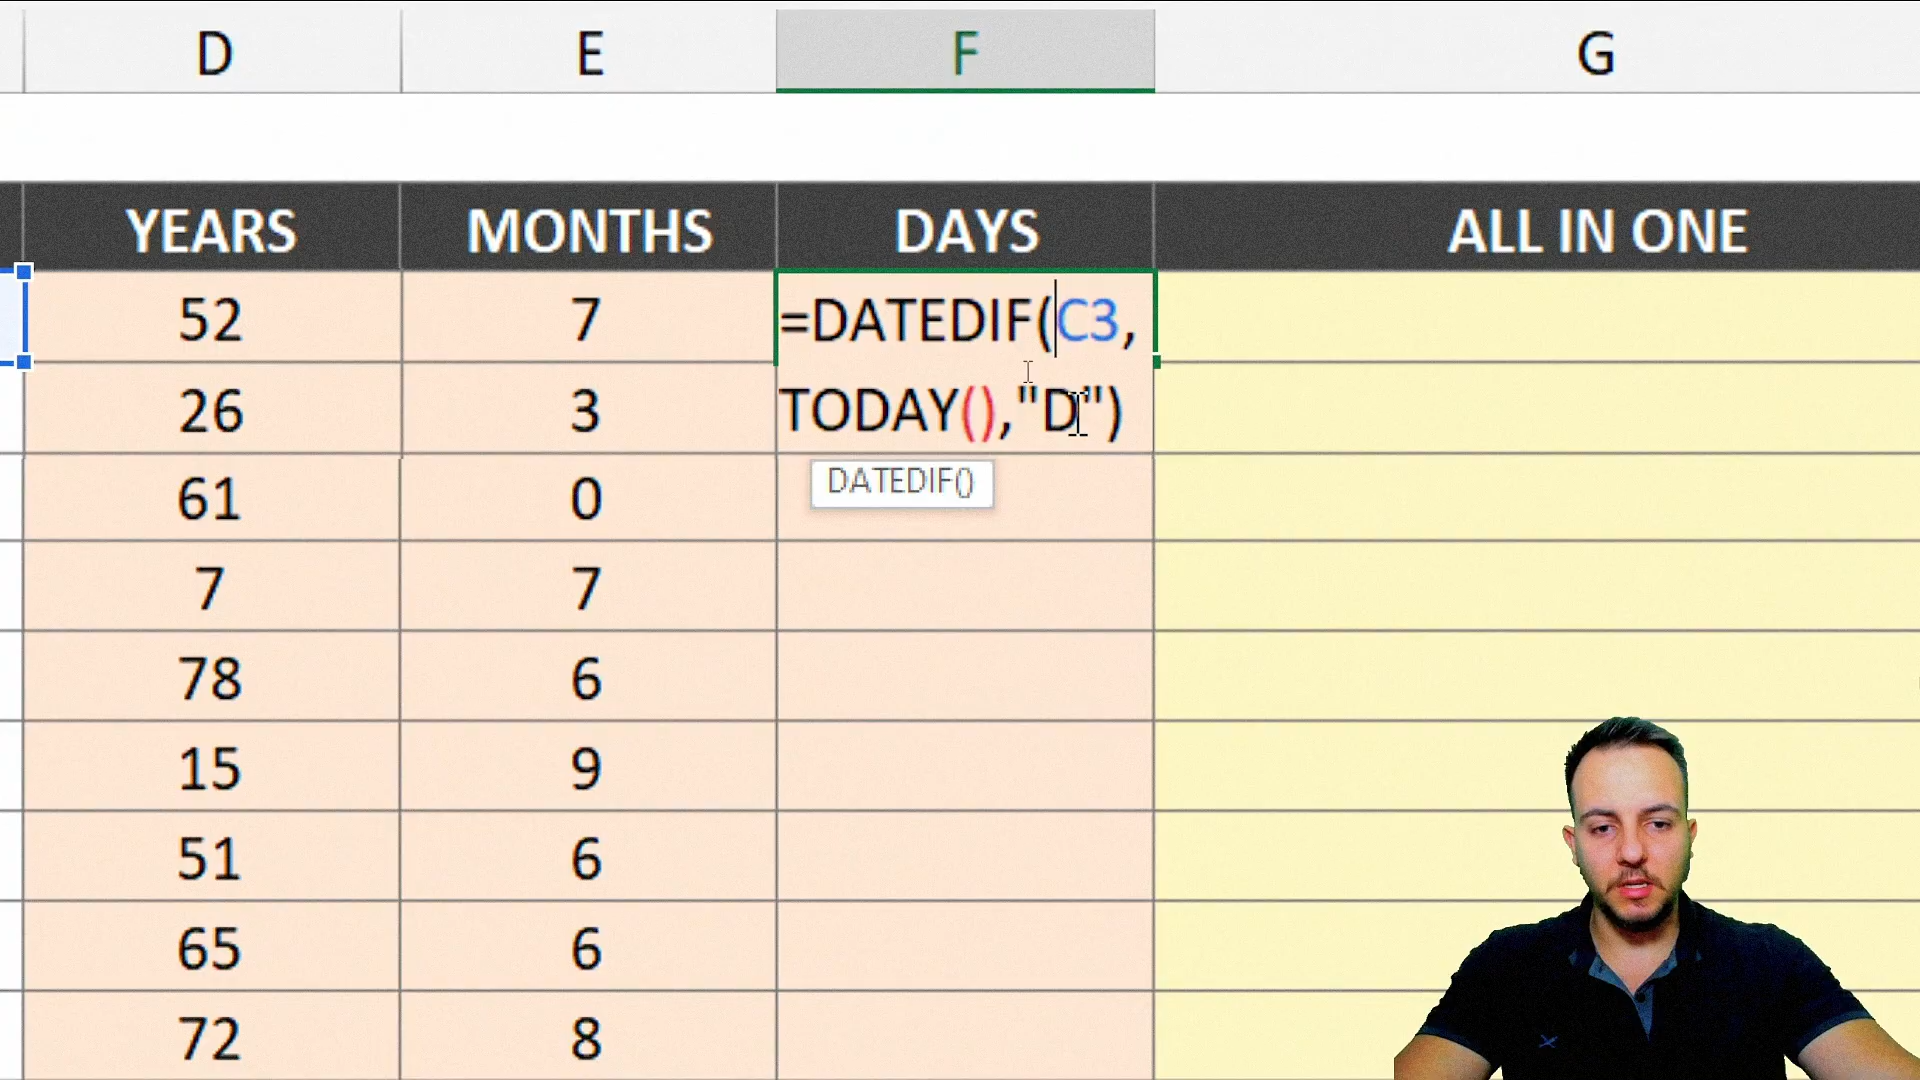 D E F G
YEARS MONTHS DAYS ALL IN ONE
52 7 =DATEDIF(C3,
26 3 TODAY(),"D")
61 0 DATEDIF()
7 7
78 6
15 9
51 6
65 6
72 8